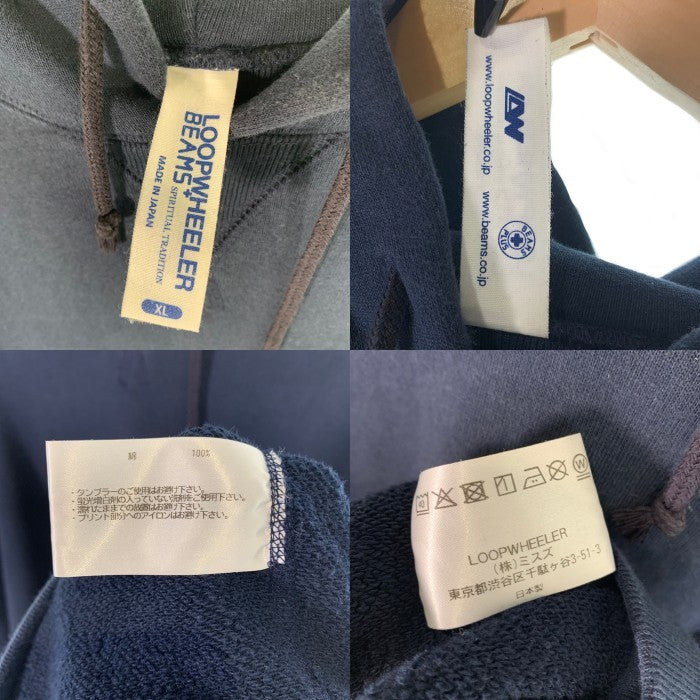 LOOPWHEELER
BEAMS+
SPIRITUAL TRADITION
MADE IN JAPAN
XL
LW
www.loopwheeler.co.jp
www.beams.co.jp
BEAMS
PLUS
綿 100%
・タンブラーのご使用はお避け下さい。
・蛍光増白剤の入っていない洗剤をご使用下さい。
・濡れたままでの放置はお避け下さい。
・プリント部分へのアイロンはお避け下さい。
LOOPWHEELER
(株)ミスズ
東京都渋谷区千駄ヶ谷3-51-3
日本製